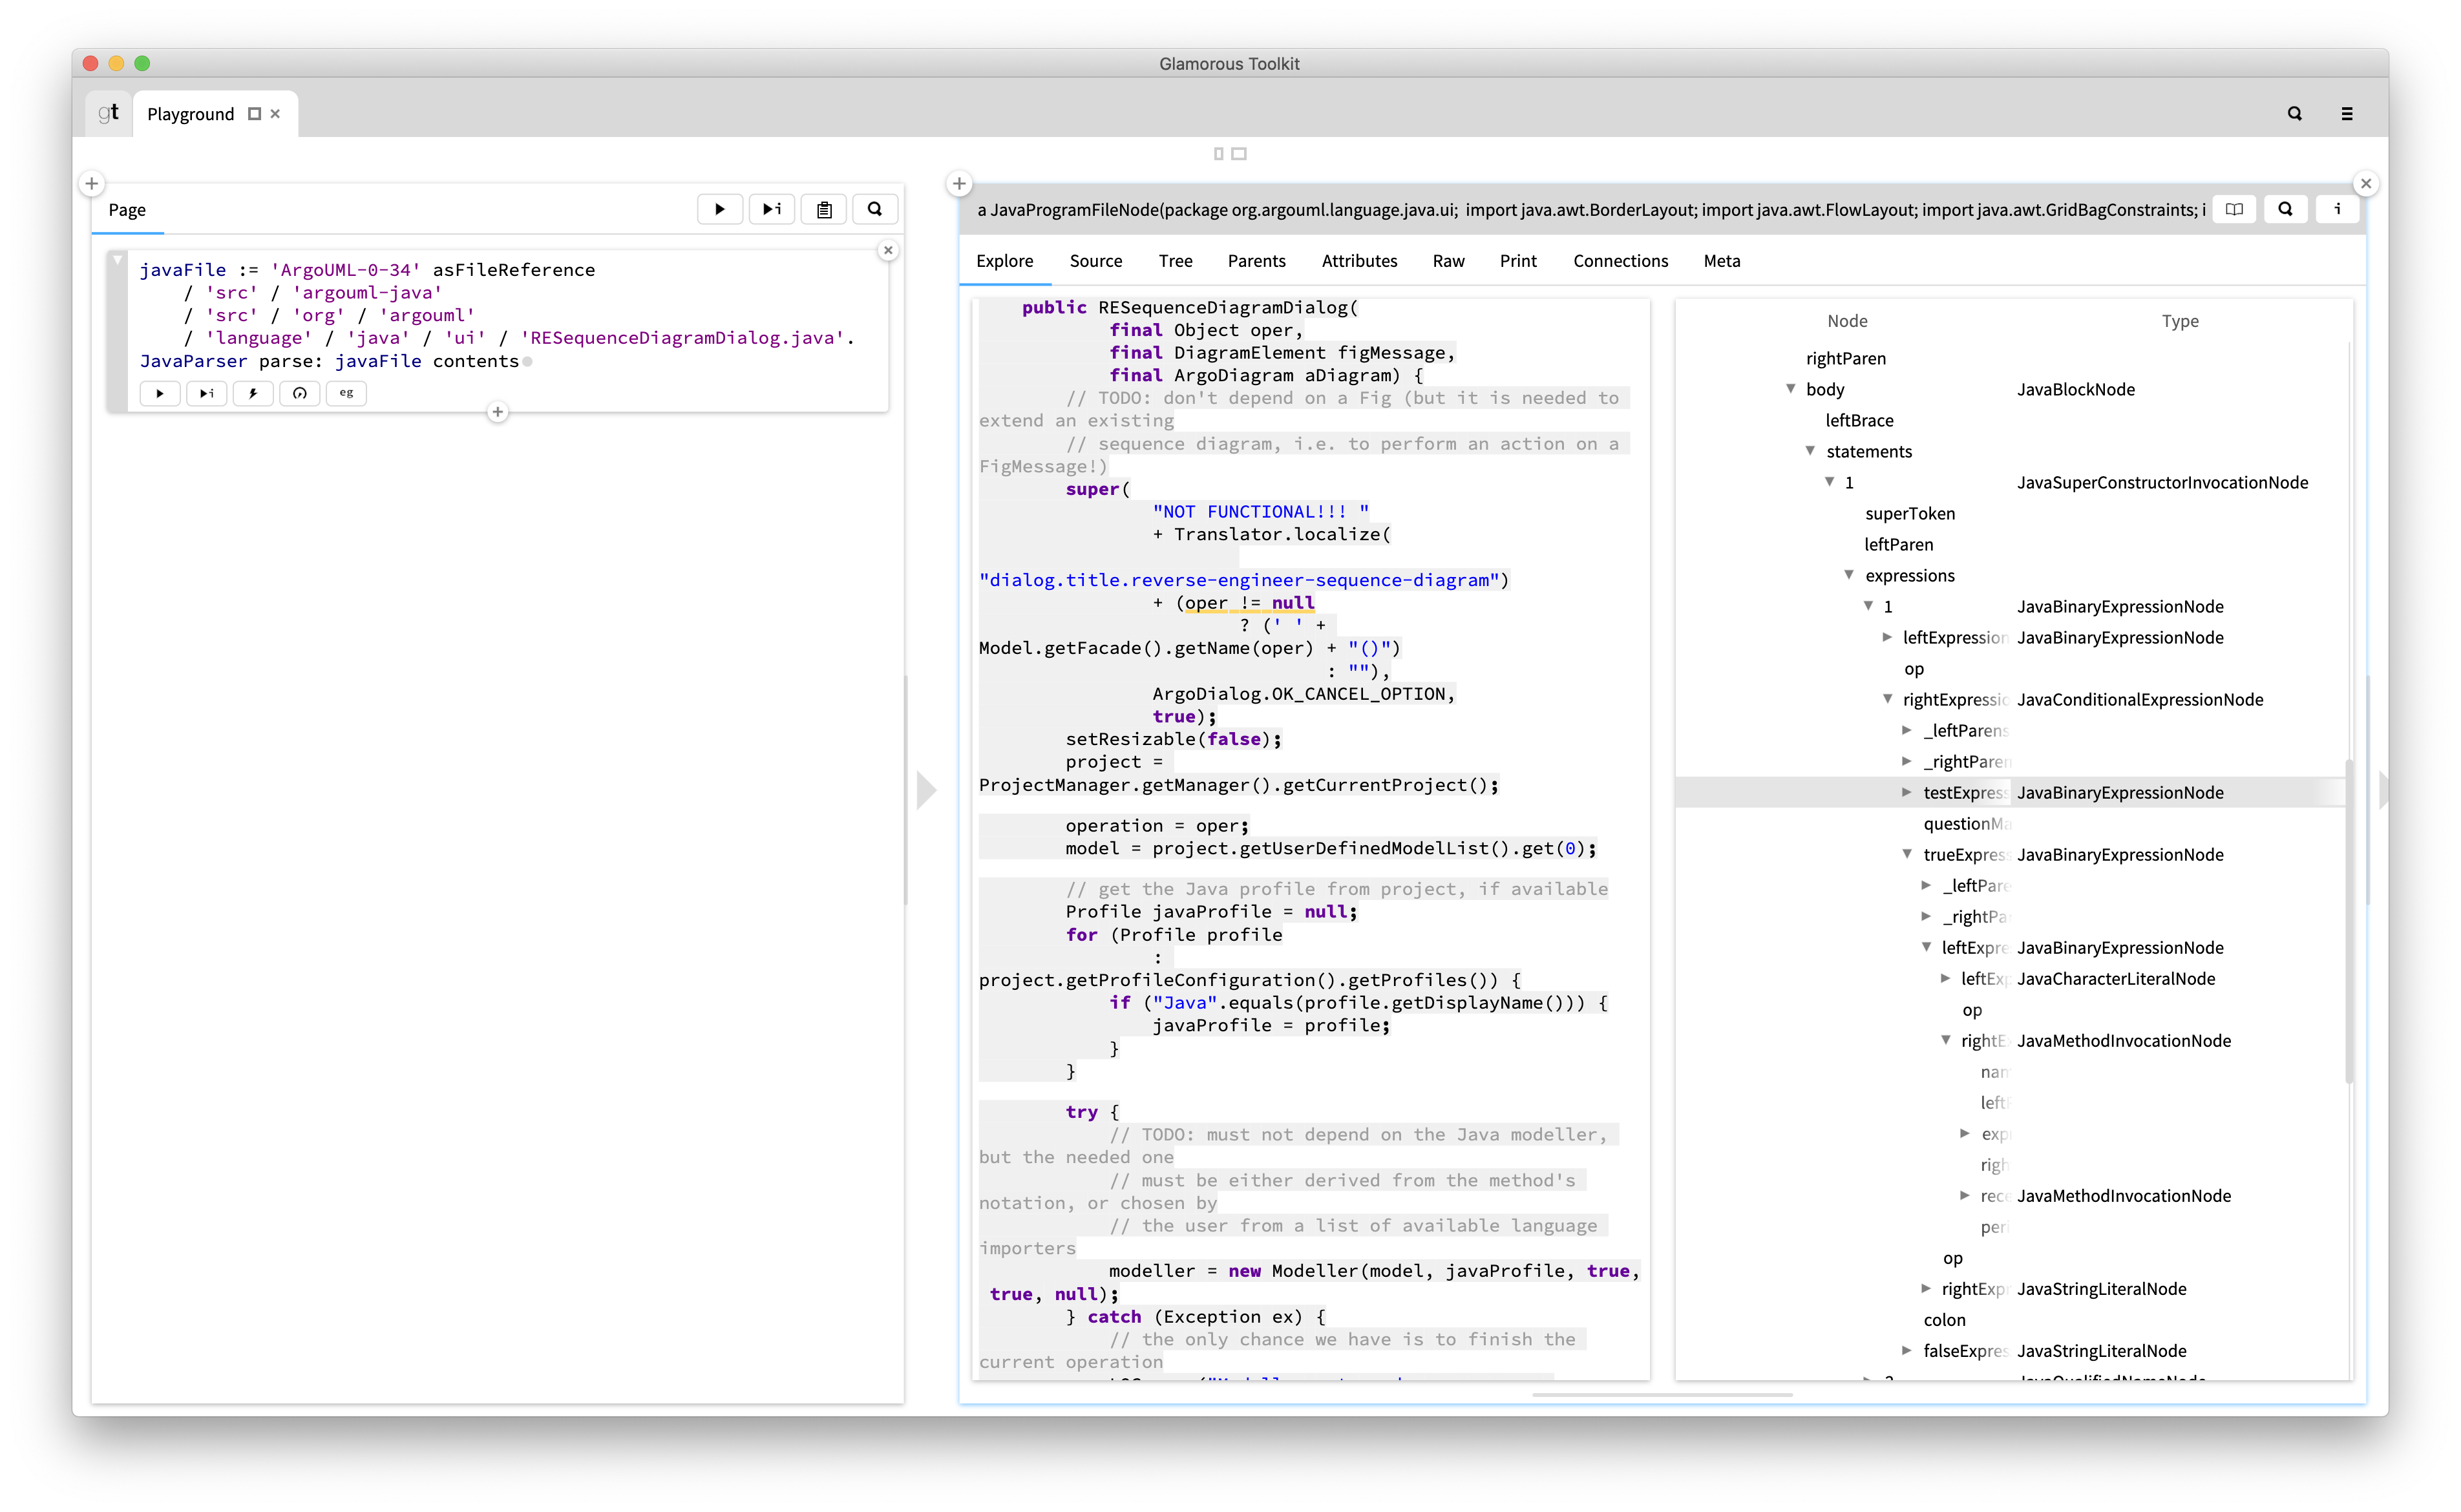 Glamorous Toolkit
gt
Playground
Page
i
javaFile := 'ArgoUML-0-34' asFileReference
/ 'src' / 'argouml-java'
/ 'src' / 'org' / 'argouml'
/ 'language' / 'java' / 'ui' / 'RESequenceDiagramDialog.java'.
JavaParser parse: javaFile contents
i
eg
a JavaProgramFileNode(package org.argouml.language.java.ui; import java.awt.BorderLayout; import java.awt.FlowLayout; import java.awt.GridBagConstraints; i
i
Explore Source Tree Parents Attributes Raw Print Connections Meta
public RESequenceDiagramDialog(
final Object oper,
final DiagramElement figMessage,
final ArgoDiagram aDiagram) {
// TODO: don't depend on a Fig (but it is needed to
extend an existing
// sequence diagram, i.e. to perform an action on a
FigMessage!)
super(
"NOT FUNCTIONAL!!! "
+ Translator.localize(
"dialog.title.reverse-engineer-sequence-diagram")
+ (oper != null
? (' ' +
Model.getFacade().getName(oper) + "()")
: ""),
ArgoDialog.OK_CANCEL_OPTION,
true);
setResizable(false);
project =
ProjectManager.getManager().getCurrentProject();
operation = oper;
model = project.getUserDefinedModelList().get(0);
// get the Java profile from project, if available
Profile javaProfile = null;
for (Profile profile
:
project.getProfileConfiguration().getProfiles()) {
if ("Java".equals(profile.getDisplayName())) {
javaProfile = profile;
}
}
try {
// TODO: must not depend on the Java modeller,
but the needed one
// must be either derived from the method's
notation, or chosen by
// the user from a list of available language
importers
modeller = new Modeller(model, javaProfile, true,
true, null);
} catch (Exception ex) {
// the only chance we have is to finish the
current operation
Node Type
rightParen
body JavaBlockNode
leftBrace
statements
1 JavaSuperConstructorInvocationNode
superToken
leftParen
expressions
1 JavaBinaryExpressionNode
leftExpression JavaBinaryExpressionNode
op
rightExpressio JavaConditionalExpressionNode
_leftParens
_rightParen
testExpress JavaBinaryExpressionNode
questionMa
trueExpress JavaBinaryExpressionNode
_leftPare
_rightPa
leftExpre JavaBinaryExpressionNode
leftExp JavaCharacterLiteralNode
op
rightEx JavaMethodInvocationNode
nam
left
exp
righ
rece JavaMethodInvocationNode
peri
op
rightExpr JavaStringLiteralNode
colon
falseExpres JavaStringLiteralNode